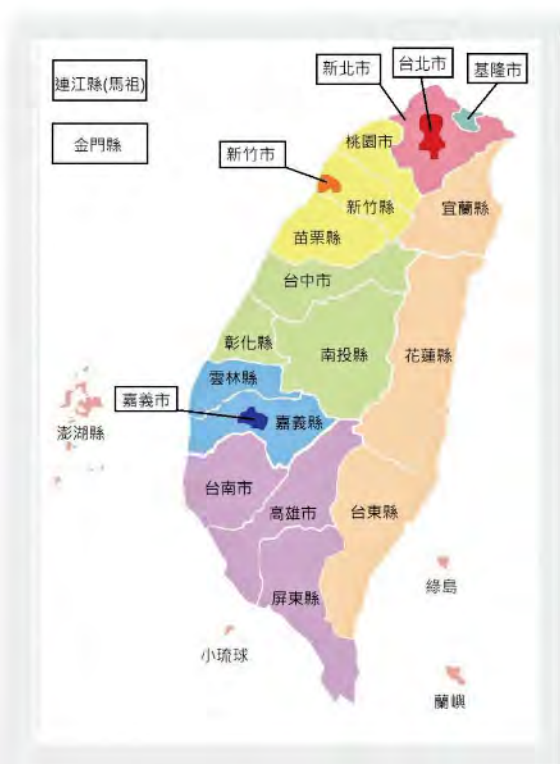 連江縣(馬祖)
金門縣
新北市
台北市
基隆市
桃園市
新竹市
新竹縣
宜蘭縣
苗栗縣
台中市
彰化縣
南投縣
花蓮縣
雲林縣
嘉義市
嘉義縣
澎湖縣
台南市
高雄市
台東縣
綠島
屏東縣
小琉球
蘭嶼